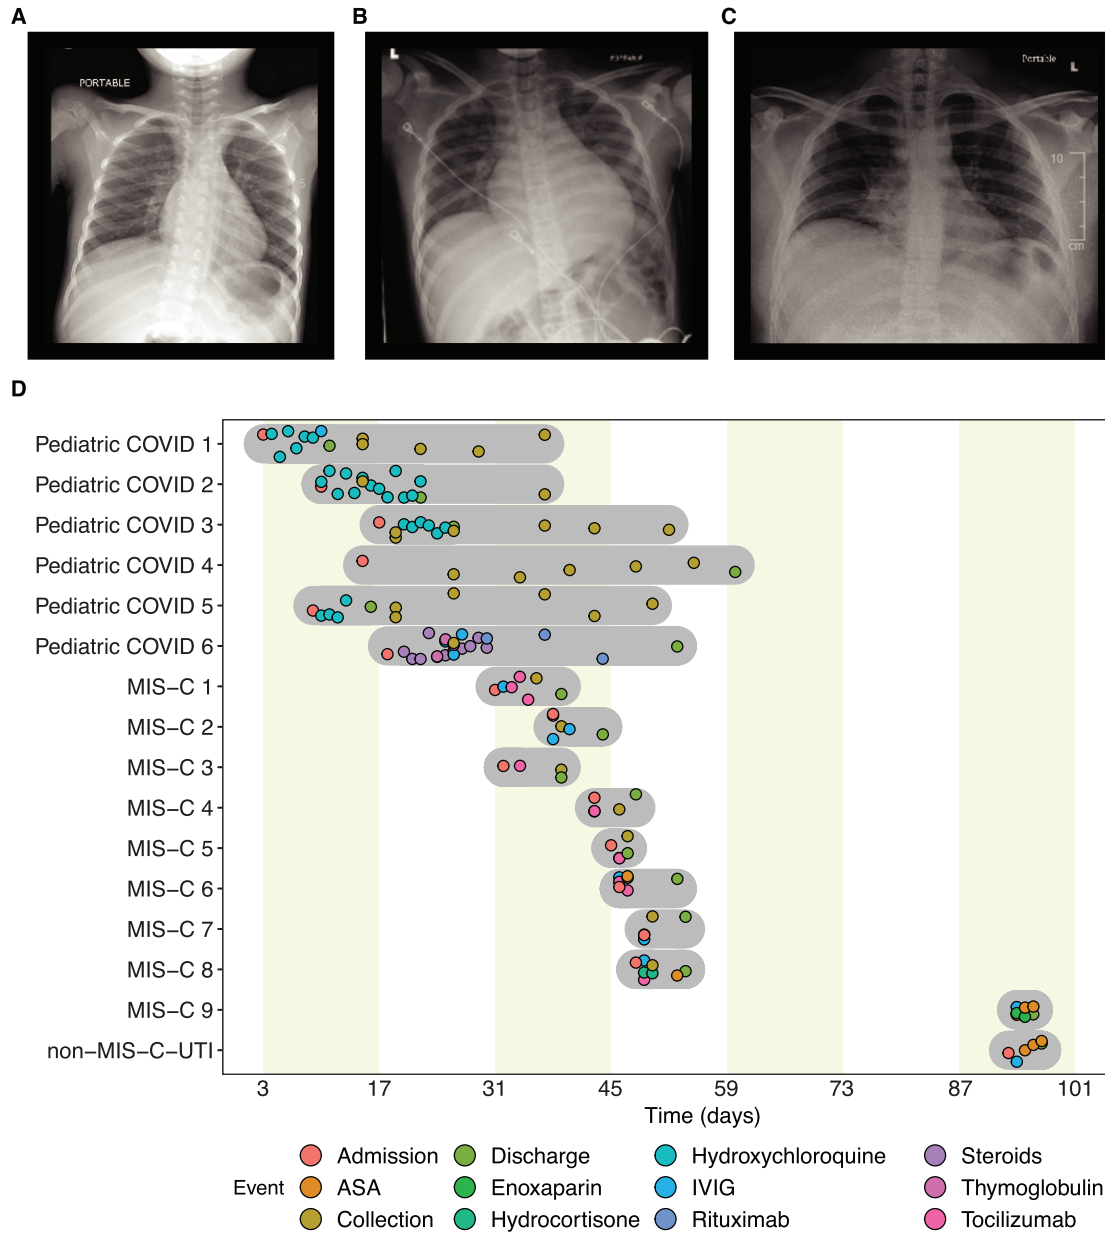 A B C
PORTABLE
5
L
PORTABLE
Portable
L
10
cm
D
Pediatric COVID 1
Pediatric COVID 2
Pediatric COVID 3
Pediatric COVID 4
Pediatric COVID 5
Pediatric COVID 6
MIS−C 1
MIS−C 2
MIS−C 3
MIS−C 4
MIS−C 5
MIS−C 6
MIS−C 7
MIS−C 8
MIS−C 9
non−MIS−C−UTI
3 17 31 45 59 73 87 101
Time (days)
Event
Admission Discharge Hydroxychloroquine Steroids
ASA Enoxaparin IVIG Thymoglobulin
Collection Hydrocortisone Rituximab Tocilizumab